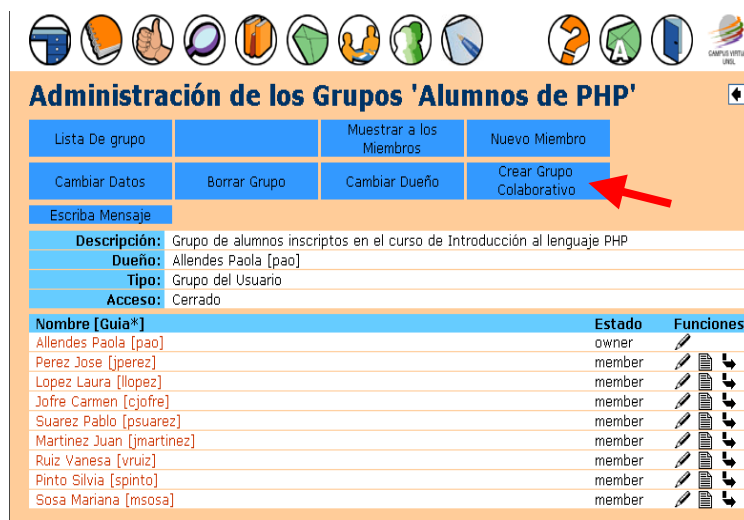 A
CAMPUS VIRTU
UNSL
Administración de los Grupos 'Alumnos de PHP'
Lista De grupo
Muestrar a los
Miembros
Nuevo Miembro
Cambiar Datos
Borrar Grupo
Cambiar Dueño
Crear Grupo
Colaborativo
Escriba Mensaje
Descripción: Grupo de alumnos inscriptos en el curso de Introducción al lenguaje PHP
Dueño: Allendes Paola [pao]
Tipo: Grupo del Usuario
Acceso: Cerrado
Nombre [Guia*] Estado Funciones
Allendes Paola [pao] owner
Perez Jose [jperez] member
Lopez Laura [llopez] member
Jofre Carmen [cjofre] member
Suarez Pablo [psuarez] member
Martinez Juan [jmartinez] member
Ruiz Vanesa [vruiz] member
Pinto Silvia [spinto] member
Sosa Mariana [msosa] member